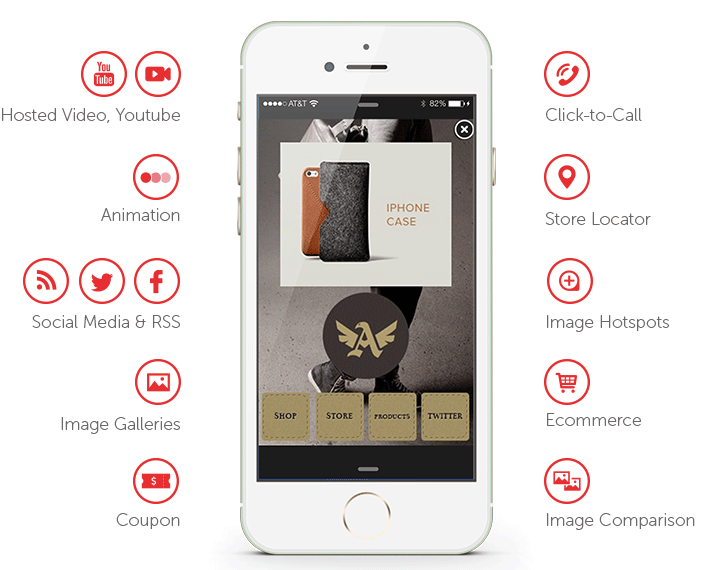 You
Tube
Hosted Video, Youtube
Animation
Social Media & RSS
Image Galleries
$
Coupon
AT&T
82%
IPHONE
CASE
A
SHOP
STORE
PRODUCTS
TWITTER
Click-to-Call
Store Locator
Image Hotspots
Ecommerce
Image Comparison